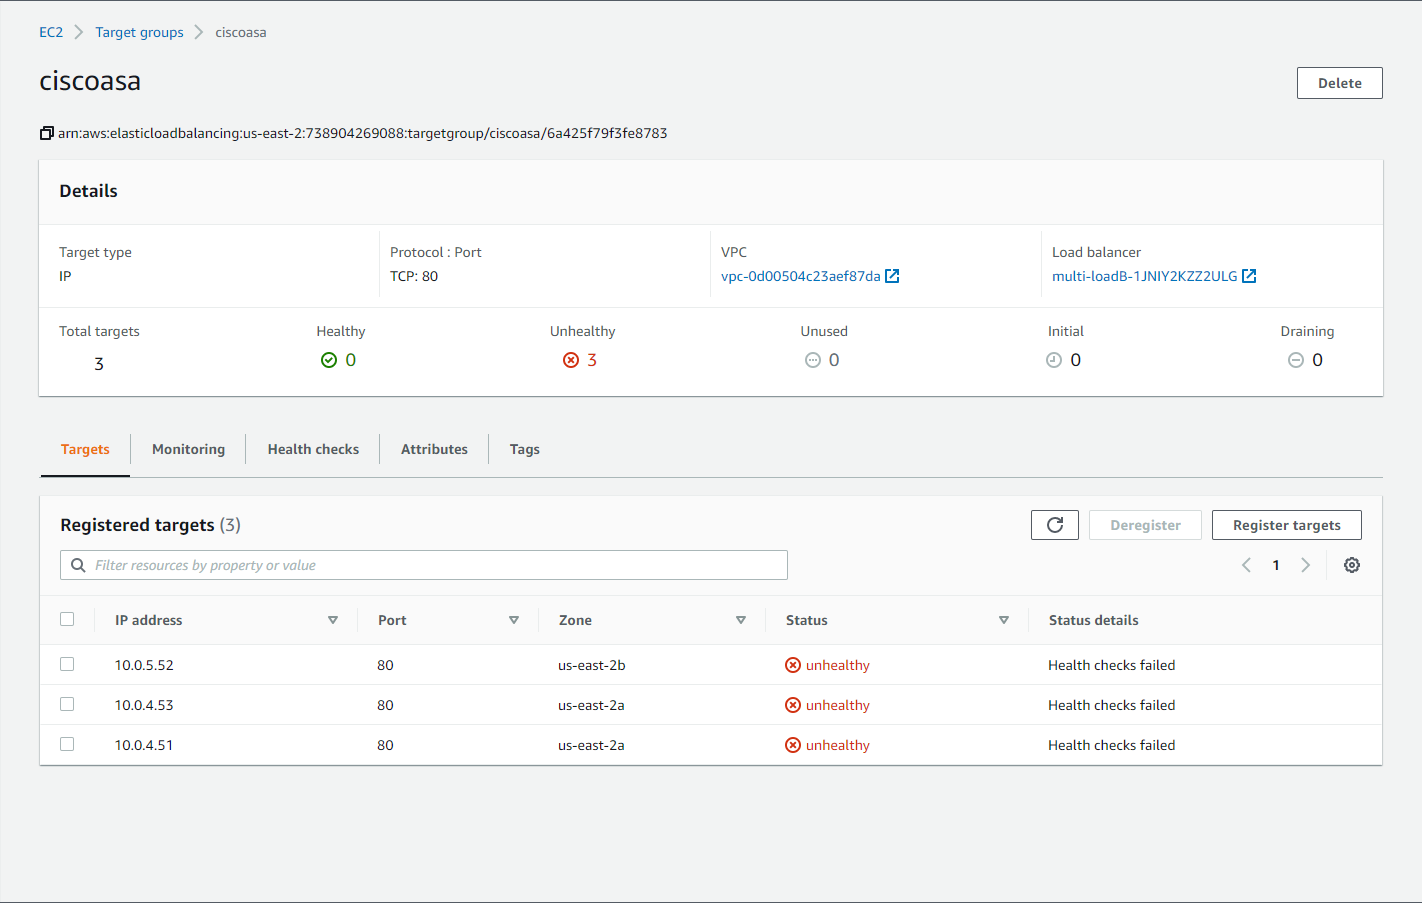 EC2 Target groups ciscoasa
ciscoasa
Delete
arn:aws:elasticloadbalancing:us-east-2:738904269088:targetgroup/ciscoasa/6a425f79f3fe8783
Details
Target type Protocol : Port VPC Load balancer
IP TCP: 80 vpc-0d00504c23aef87da multi-loadB-1JNIY2KZZ2ULG
Total targets Healthy Unhealthy Unused Initial Draining
3 0 3 0 0 0
Targets Monitoring Health checks Attributes Tags
Registered targets (3) Deregister Register targets
Filter resources by property or value 1
IP address Port Zone Status Status details
10.0.5.52 80 us-east-2b unhealthy Health checks failed
10.0.4.53 80 us-east-2a unhealthy Health checks failed
10.0.4.51 80 us-east-2a unhealthy Health checks failed